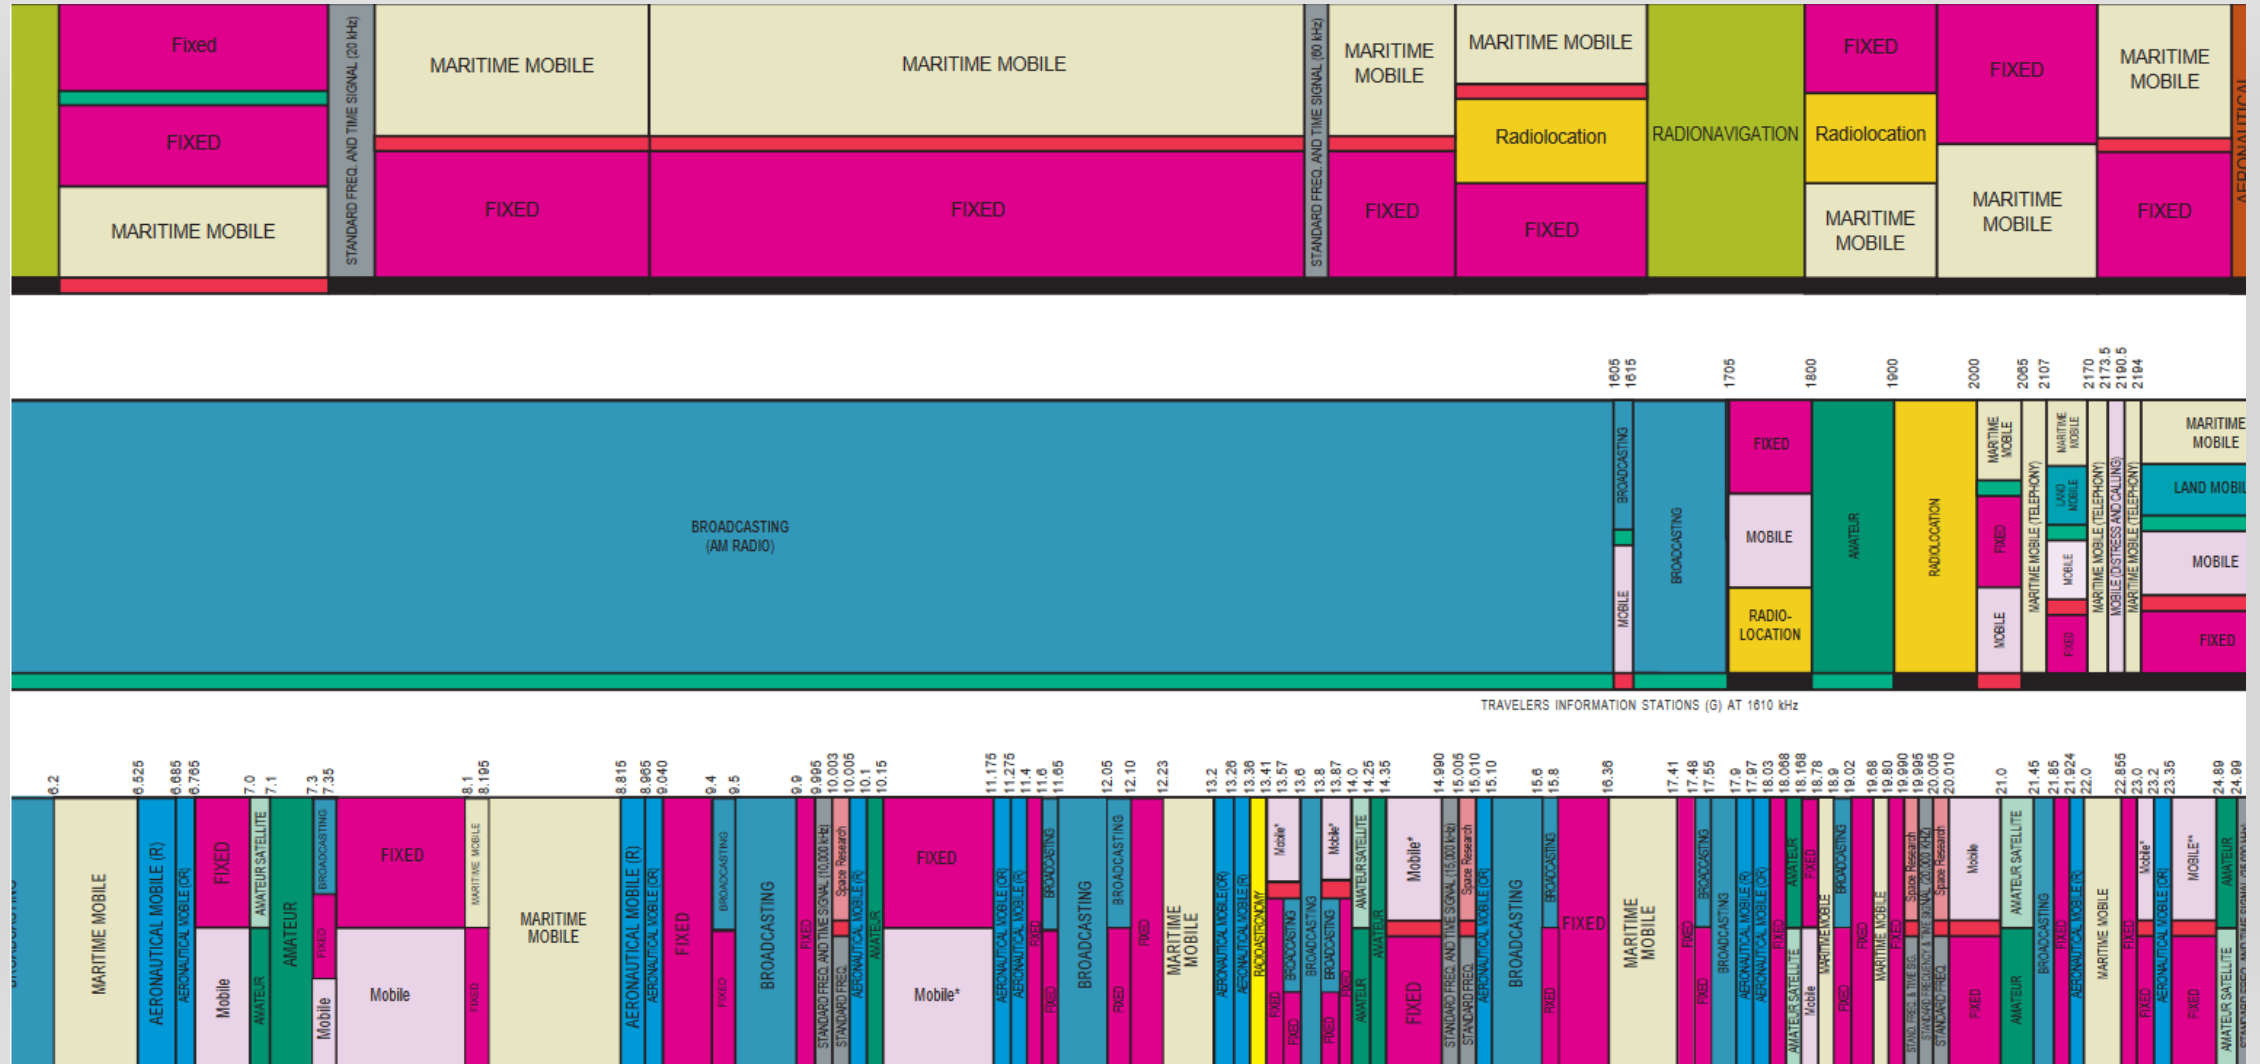 Fixed
FIXED
MARITIME MOBILE
STANDARD FREQ. AND TIME SIGNAL (20 kHz)
MARITIME MOBILE
FIXED
MARITIME MOBILE
FIXED
STANDARD FREQ. AND TIME SIGNAL (60 kHz)
MARITIME
MOBILE
FIXED
MARITIME MOBILE
Radiolocation
FIXED
RADIONAVIGATION
FIXED
Radiolocation
MARITIME
MOBILE
FIXED
MARITIME
MOBILE
MARITIME
MOBILE
FIXED
AERONAUTICAL
1605
1615
1705
1800
1900
2000
2065
2107
2170
2173.5
2190.5
2194
BROADCASTING
(AM RADIO)
BROADCASTING
MOBILE
BROADCASTING
FIXED
MOBILE
RADIO-
LOCATION
AMATEUR
RADIOLOCATION
MARITIME
MOBILE
FIXED
MOBILE
MARITIME MOBILE (TELEPHONY)
MARITIME
MOBILE
LAND
MOBILE
MOBILE
FIXED
MARITIME MOBILE (TELEPHONY)
MOBILE (DISTRESS AND CALLING)
MARITIME MOBILE (TELEPHONY)
MARITIME
MOBILE
LAND MOBIL
MOBILE
FIXED
TRAVELERS INFORMATION STATIONS (G) AT 1610 kHz
6.2
6.525
6.685
6.765
7.0
7.1
7.3
7.35
8.1
8.195
8.815
8.965
9.040
9.4
9.5
9.9
9.995
10.003
10.005
10.1
10.15
11.175
11.275
11.4
11.6
11.65
12.05
12.10
12.23
13.2
13.26
13.36
13.41
13.57
13.6
13.8
13.87
14.0
14.25
14.35
14.990
15.005
15.010
15.10
15.6
15.8
16.36
17.41
17.48
17.55
17.9
17.97
18.03
18.068
18.168
18.78
18.9
19.02
19.68
19.80
19.990
19.995
20.005
20.010
21.0
21.45
21.85
21.924
22.0
22.855
23.0
23.2
23.35
24.89
24.99
BROADCASTING
MARITIME MOBILE
AERONAUTICAL MOBILE (R)
AERONAUTICAL MOBILE (OR)
FIXED
Mobile
AMATEUR SATELLITE
AMATEUR
AMATEUR
BROADCASTING
FIXED
Mobile
FIXED
Mobile
MARITIME MOBILE
FIXED
MARITIME
MOBILE
AERONAUTICAL MOBILE (R)
AERONAUTICAL MOBILE (OR)
FIXED
BROADCASTING
FIXED
BROADCASTING
FIXED
STANDARD FREQ. AND TIME SIGNAL (10,000 kHz)
Space Research
STANDARD FREQ.
AERONAUTICAL MOBILE (R)
AMATEUR
FIXED
Mobile*
AERONAUTICAL MOBILE (OR)
AERONAUTICAL MOBILE (R)
FIXED
BROADCASTING
FIXED
BROADCASTING
BROADCASTING
FIXED
FIXED
MARITIME
MOBILE
AERONAUTICAL MOBILE (OR)
AERONAUTICAL MOBILE (R)
RADIOASTRONOMY
Mobile*
FIXED
BROADCASTING
FIXED
BROADCASTING
Mobile*
BROADCASTING
FIXED
FIXED
AMATEUR SATELLITE
AMATEUR
AMATEUR
Mobile*
FIXED
STANDARD FREQ. AND TIME SIGNAL (15,000 kHz)
Space Research
STANDARD FREQ.
AERONAUTICAL MOBILE (OR)
BROADCASTING
BROADCASTING
FIXED
FIXED
MARITIME
MOBILE
FIXED
BROADCASTING
FIXED
BROADCASTING
AERONAUTICAL MOBILE (R)
AERONAUTICAL MOBILE (OR)
FIXED
AMATEUR
AMATEUR SATELLITE
FIXED
Mobile
MARITIME MOBILE
BROADCASTING
FIXED
FIXED
MARITIME MOBILE
FIXED
Space Research
STAND. FREQ. & TIME SIG.
STANDARD FREQUENCY & TIME SIGNAL (20,000 KHZ)
Space Research
STANDARD FREQ.
Mobile
FIXED
AMATEUR SATELLITE
AMATEUR
BROADCASTING
FIXED
AERONAUTICAL MOBILE (R)
MARITIME MOBILE
FIXED
Mobile*
FIXED
AERONAUTICAL MOBILE (OR)
MOBILE**
FIXED
AMATEUR
AMATEUR SATELLITE